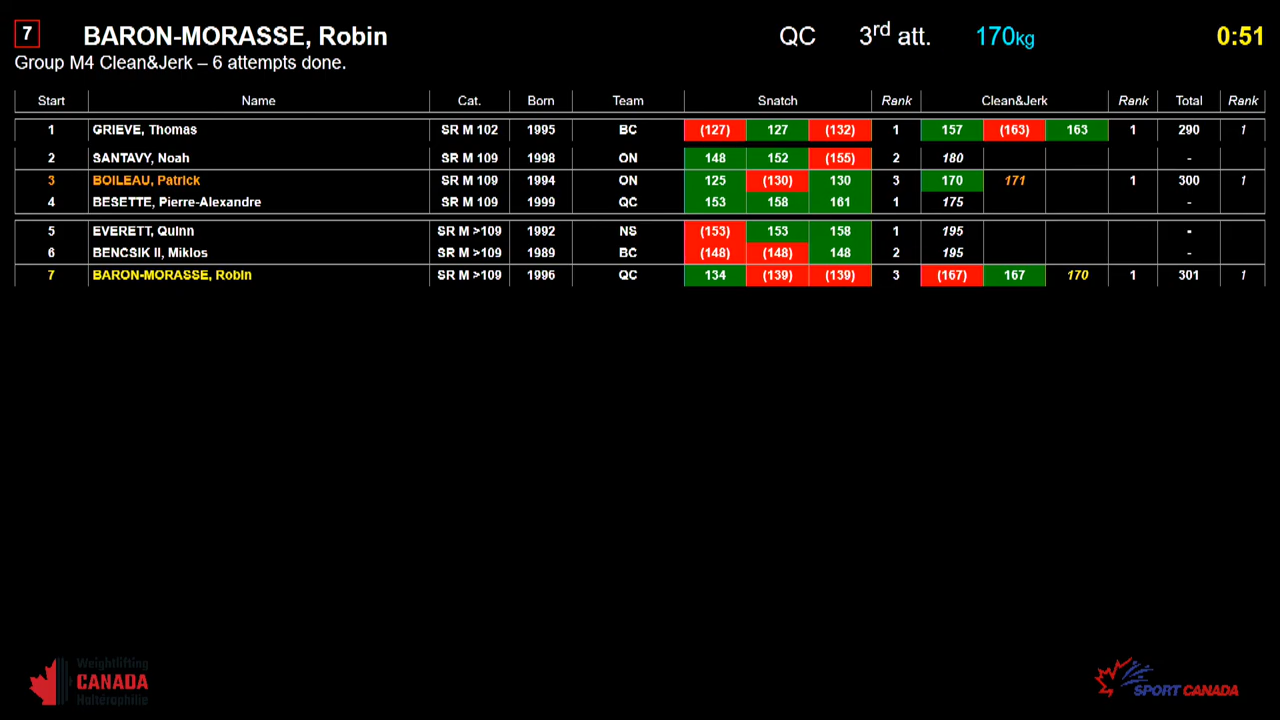 7 BARON-MORASSE, Robin QC 3rd att. 170kg 0:51
Group M4 Clean&Jerk – 6 attempts done.
Start Name Cat. Born Team Snatch Rank Clean&Jerk Rank Total Rank
1 GRIEVE, Thomas SR M 102 1995 BC (127) 127 (132) 1 157 (163) 163 1 290 1
2 SANTAVY, Noah SR M 109 1998 ON 148 152 (155) 2 180 -
3 BOILEAU, Patrick SR M 109 1994 ON 125 (130) 130 3 170 171 1 300 1
4 BESETTE, Pierre-Alexandre SR M 109 1999 QC 153 158 161 1 175 -
5 EVERETT, Quinn SR M >109 1992 NS (153) 153 158 1 195 -
6 BENCSIK II, Miklos SR M >109 1989 BC (148) (148) 148 2 195 -
7 BARON-MORASSE, Robin SR M >109 1996 QC 134 (139) (139) 3 (167) 167 170 1 301 1
Weightlifting
CANADA
Haltérophilie
SPORT CANADA